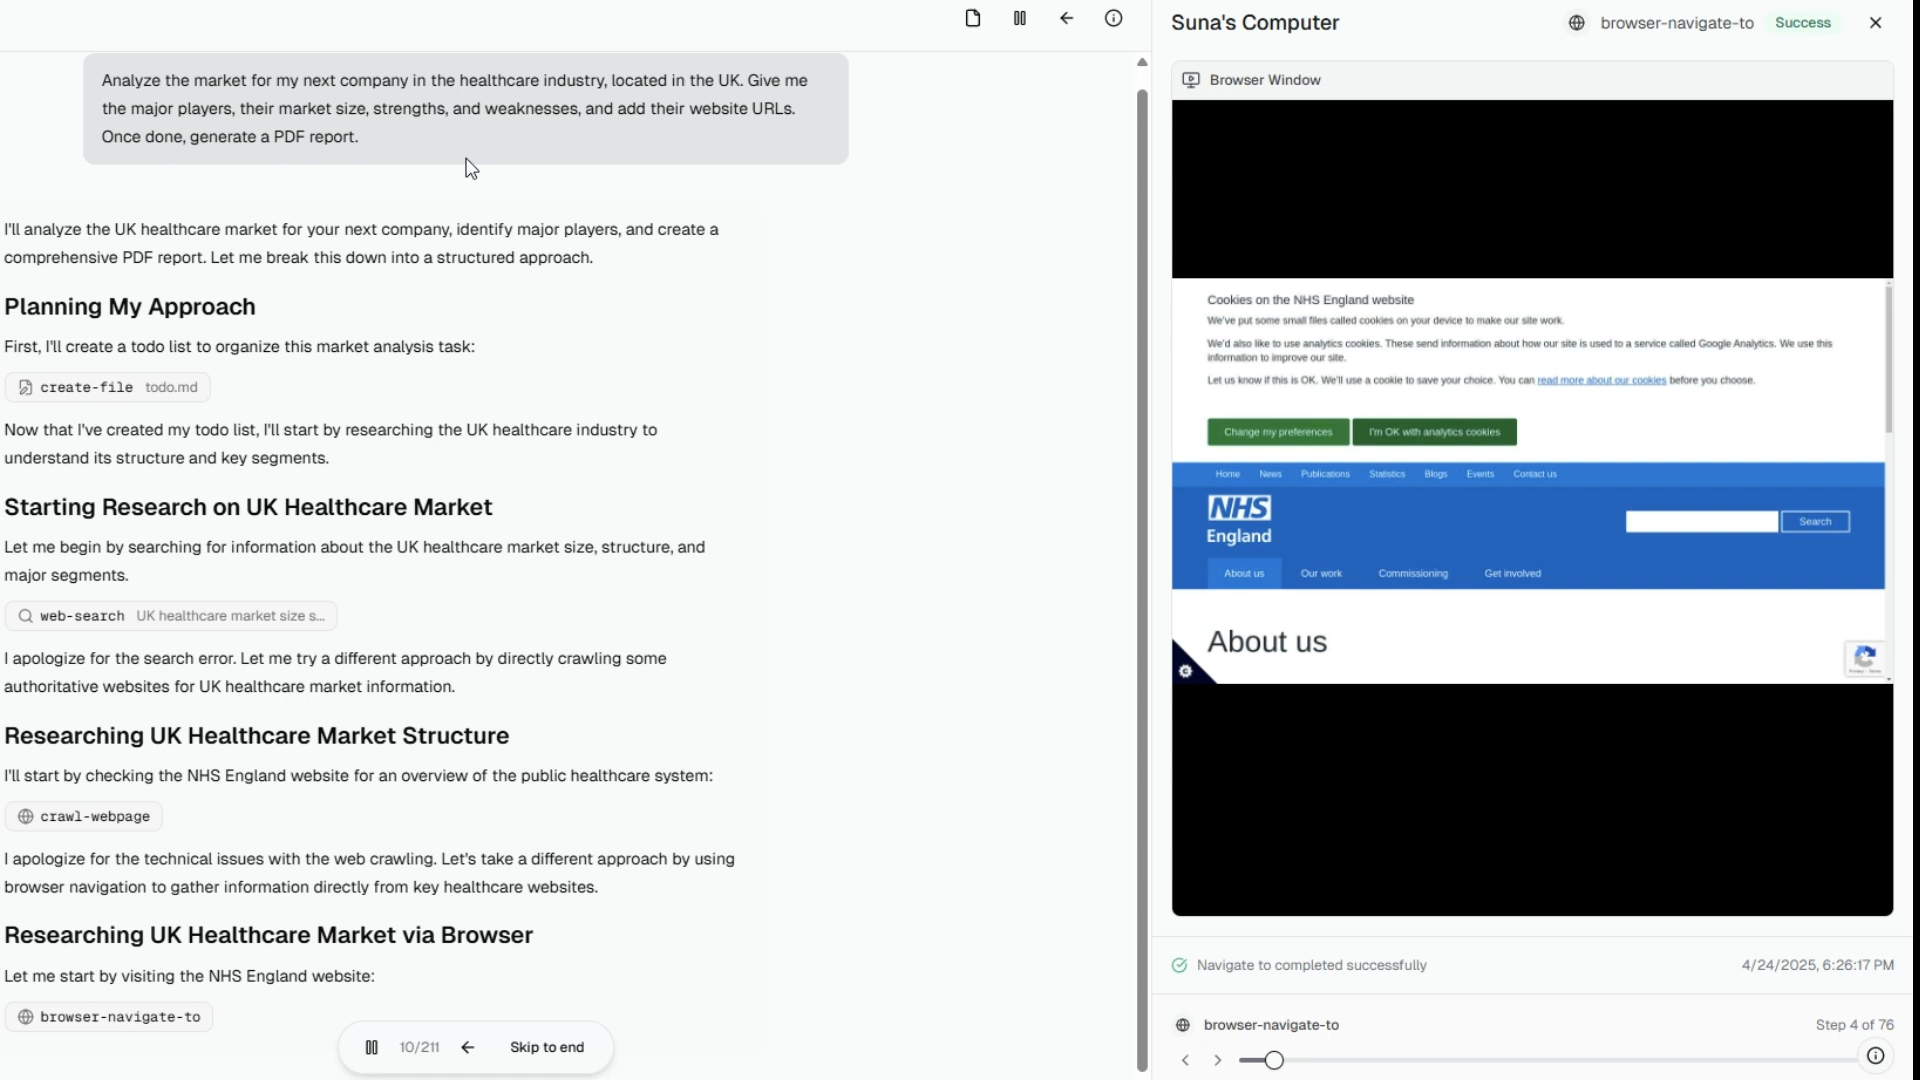 Analyze the market for my next company in the healthcare industry, located in the UK. Give me
the major players, their market size, strengths, and weaknesses, and add their website URLs.
Once done, generate a PDF report.
I'll analyze the UK healthcare market for your next company, identify major players, and create a
comprehensive PDF report. Let me break this down into a structured approach.
Planning My Approach
First, I'll create a todo list to organize this market analysis task:
create-file todo.md
Now that I've created my todo list, I'll start by researching the UK healthcare industry to
understand its structure and key segments.
Starting Research on UK Healthcare Market
Let me begin by searching for information about the UK healthcare market size, structure, and
major segments.
web-search UK healthcare market size s...
I apologize for the search error. Let me try a different approach by directly crawling some
authoritative websites for UK healthcare market information.
Researching UK Healthcare Market Structure
I'll start by checking the NHS England website for an overview of the public healthcare system:
crawl-webpage
I apologize for the technical issues with the web crawling. Let's take a different approach by using
browser navigation to gather information directly from key healthcare websites.
Researching UK Healthcare Market via Browser
Let me start by visiting the NHS England website:
browser-navigate-to
10/211 Skip to end
Suna's Computer
browser-navigate-to Success
Browser Window
Cookies on the NHS England website
We've put some small files called cookies on your device to make our site work.
We'd also like to use analytics cookies. These send information about how our site is used to a service called Google Analytics. We use this
information to improve our site.
Let us know if this is OK. We'll use a cookie to save your choice. You can read more about our cookies before you choose.
Change my preferences I'm OK with analytics cookies
Home News Publications Statistics Blogs Events Contact us
NHS
England
Search
About us Our work Commissioning Get involved
About us
Navigate to completed successfully 4/24/2025, 6:26:17 PM
browser-navigate-to Step 4 of 76